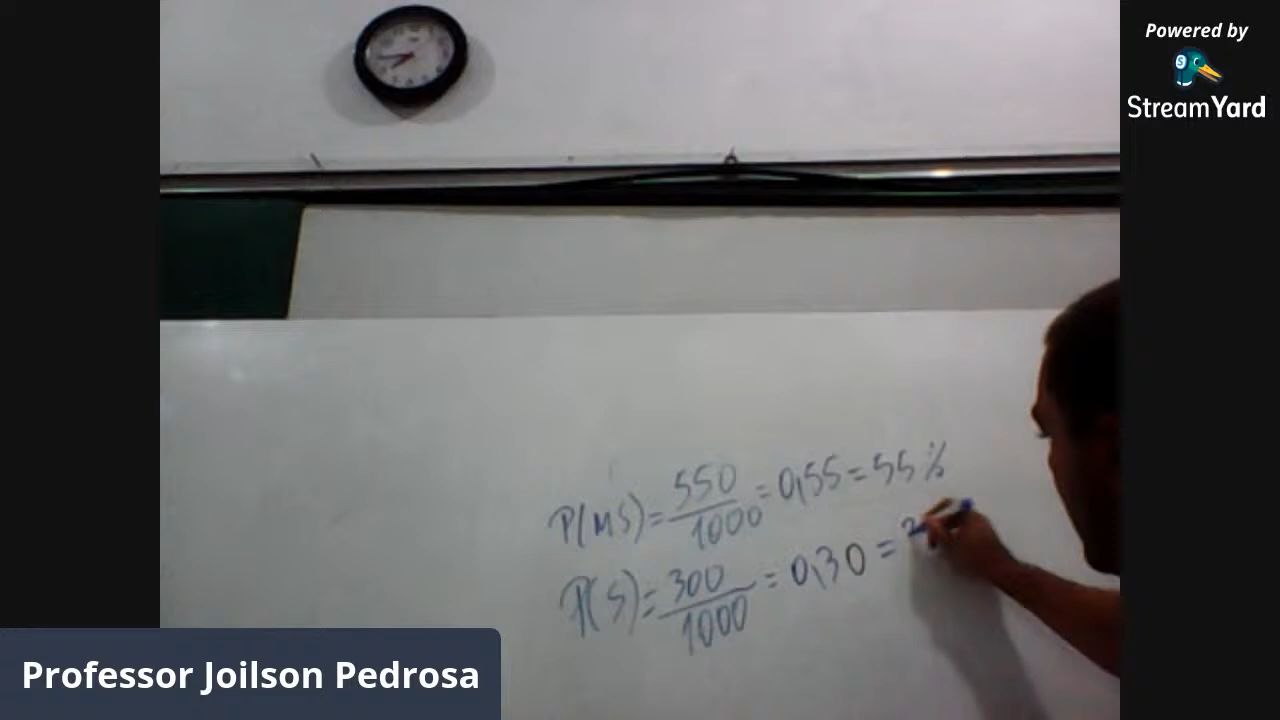 Powered by
StreamYard
P(MS) = 550/1000 = 0,55 = 55%
P(S) = 300/1000 = 0,30 =
Professor Joilson Pedrosa